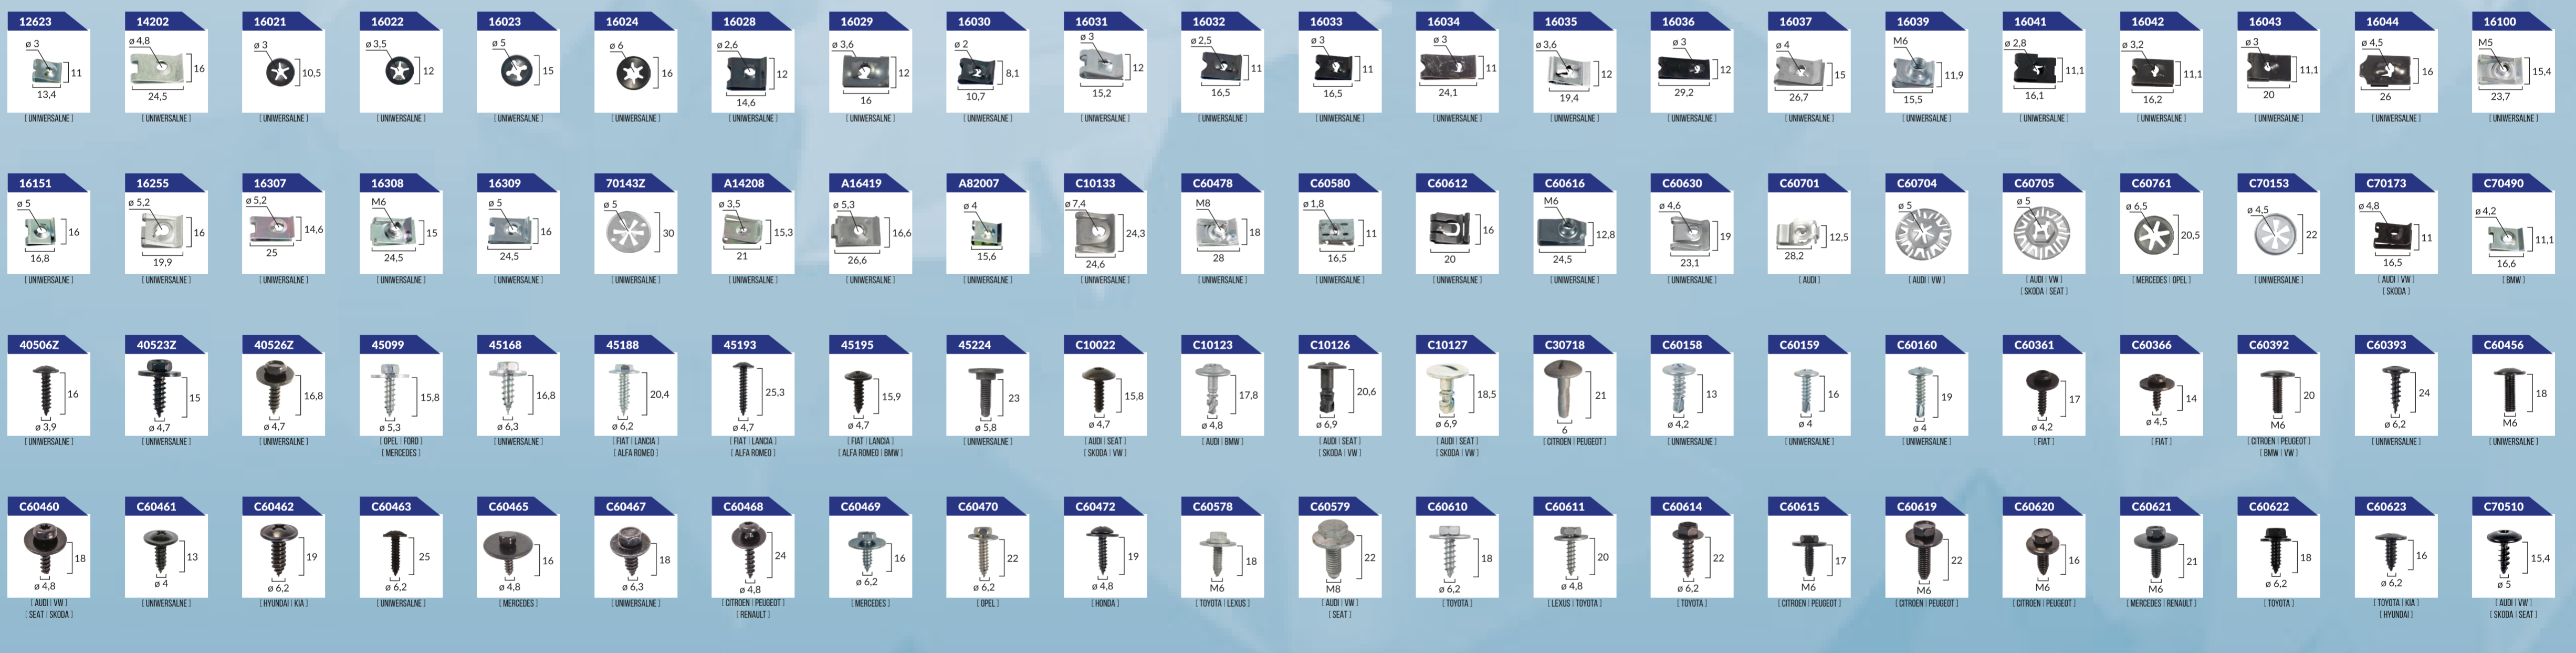 12623 14202 16021 16022 16023 16024 16028 16029 16030 16031 16032 16033 16034 16035 16036 16037 16039 16041 16042 16043 16044 16100
ø 3 ø 4,8 ø 3 ø 3,5 ø 5 ø 6 ø 2,6 ø 3,6 ø 2 ø 3 ø 2,5 ø 3 ø 3 ø 3,6 ø 3 ø 4 M6 ø 2,8 ø 3,2 ø 3 ø 4,5 M5
11 16 10,5 12 15 16 12 12 8,1 12 11 11 11 12 12 15 11,9 11,1 11,1 11,1 16 15,4
13,4 24,5 14,6 16 10,7 15,2 16,5 16,5 24,1 19,4 29,2 26,7 15,5 16,1 16,2 20 26 23,7
[ UNIWERSALNE ] [ UNIWERSALNE ] [ UNIWERSALNE ] [ UNIWERSALNE ] [ UNIWERSALNE ] [ UNIWERSALNE ] [ UNIWERSALNE ] [ UNIWERSALNE ] [ UNIWERSALNE ] [ UNIWERSALNE ] [ UNIWERSALNE ] [ UNIWERSALNE ] [ UNIWERSALNE ] [ UNIWERSALNE ] [ UNIWERSALNE ] [ UNIWERSALNE ] [ UNIWERSALNE ] [ UNIWERSALNE ] [ UNIWERSALNE ] [ UNIWERSALNE ] [ UNIWERSALNE ] [ UNIWERSALNE ]
16151 16255 16307 16308 16309 70143Z A14208 A16419 A82007 C10133 C60478 C60580 C60612 C60616 C60630 C60701 C60704 C60705 C60761 C70153 C70173 C70490
ø 5 ø 5,2 ø 5,2 M6 ø 5 ø 5 ø 3,5 ø 5,3 ø 4 ø 7,4 M8 ø 1,8 M6 ø 4,6 ø 5 ø 5 ø 6,5 ø 4,5 ø 4,8 ø 4,2
16 16 14,6 15 16 30 15,3 16,6 24,3 18 11 16 12,8 19 12,5 20,5 22 11 11,1
16,8 19,9 25 24,5 24,5 21 26,6 15,6 24,6 28 16,5 20 24,5 23,1 28,2 16,5 16,6
[ UNIWERSALNE ] [ UNIWERSALNE ] [ UNIWERSALNE ] [ UNIWERSALNE ] [ UNIWERSALNE ] [ UNIWERSALNE ] [ UNIWERSALNE ] [ UNIWERSALNE ] [ UNIWERSALNE ] [ UNIWERSALNE ] [ UNIWERSALNE ] [ UNIWERSALNE ] [ UNIWERSALNE ] [ UNIWERSALNE ] [ UNIWERSALNE ] [ AUDI ] [ AUDI | VW ] [ AUDI | VW ] [ MERCEDES | OPEL ] [ UNIWERSALNE ] [ AUDI | VW ] [ BMW ]
[ SKODA | SEAT ] [ SKODA ]
40506Z 40523Z 40526Z 45099 45168 45188 45193 45195 45224 C10022 C10123 C10126 C10127 C30718 C60158 C60159 C60160 C60361 C60366 C60392 C60393 C60456
16 15 16,8 15,8 16,8 20,4 25,3 15,9 23 15,8 17,8 20,6 18,5 21 13 16 19 17 14 20 24 18
ø 3,9 ø 4,7 ø 4,7 ø 5,3 ø 6,3 ø 6,2 ø 4,7 ø 4,7 ø 5,8 ø 4,7 ø 4,8 ø 6,9 ø 6,9 6 ø 4,2 ø 4 ø 4 ø 4,2 ø 4,5 M6 ø 6,2 M6
[ UNIWERSALNE ] [ UNIWERSALNE ] [ UNIWERSALNE ] [ OPEL | FORD ] [ UNIWERSALNE ] [ FIAT | LANCIA ] [ FIAT | LANCIA ] [ FIAT | LANCIA ] [ UNIWERSALNE ] [ AUDI | SEAT ] [ AUDI | BMW ] [ AUDI | SEAT ] [ AUDI | SEAT ] [ CITROEN | PEUGEOT ] [ UNIWERSALNE ] [ UNIWERSALNE ] [ UNIWERSALNE ] [ FIAT ] [ FIAT ] [ CITROEN | PEUGEOT ] [ UNIWERSALNE ] [ UNIWERSALNE ]
[ MERCEDES ] [ ALFA ROMEO ] [ ALFA ROMEO ] [ ALFA ROMEO | BMW ] [ SKODA | VW ] [ SKODA | VW ] [ SKODA | VW ] [ BMW | VW ]
C60460 C60461 C60462 C60463 C60465 C60467 C60468 C60469 C60470 C60472 C60578 C60579 C60610 C60611 C60614 C60615 C60619 C60620 C60621 C60622 C60623 C70510
18 13 19 25 16 18 24 16 22 19 18 22 18 20 22 17 22 16 21 18 16 15,4
ø 4,8 ø 4 ø 6,2 ø 6,2 ø 4,8 ø 6,3 ø 4,8 ø 6,2 ø 6,2 ø 4,8 M6 M8 ø 6,2 ø 4,8 ø 6,2 M6 M6 M6 M6 ø 6,2 ø 6,2 ø 5
[ AUDI | VW ] [ UNIWERSALNE ] [ HYUNDAI | KIA ] [ UNIWERSALNE ] [ MERCEDES ] [ UNIWERSALNE ] [ CITROEN | PEUGEOT ] [ MERCEDES ] [ OPEL ] [ HONDA ] [ TOYOTA | LEXUS ] [ AUDI | VW ] [ TOYOTA ] [ LEXUS | TOYOTA ] [ TOYOTA ] [ CITROEN | PEUGEOT ] [ CITROEN | PEUGEOT ] [ CITROEN | PEUGEOT ] [ MERCEDES | RENAULT ] [ TOYOTA ] [ TOYOTA | KIA ] [ AUDI | VW ]
[ SEAT | SKODA ] [ RENAULT ] [ SEAT ] [ HYUNDAI ] [ SKODA | SEAT ]